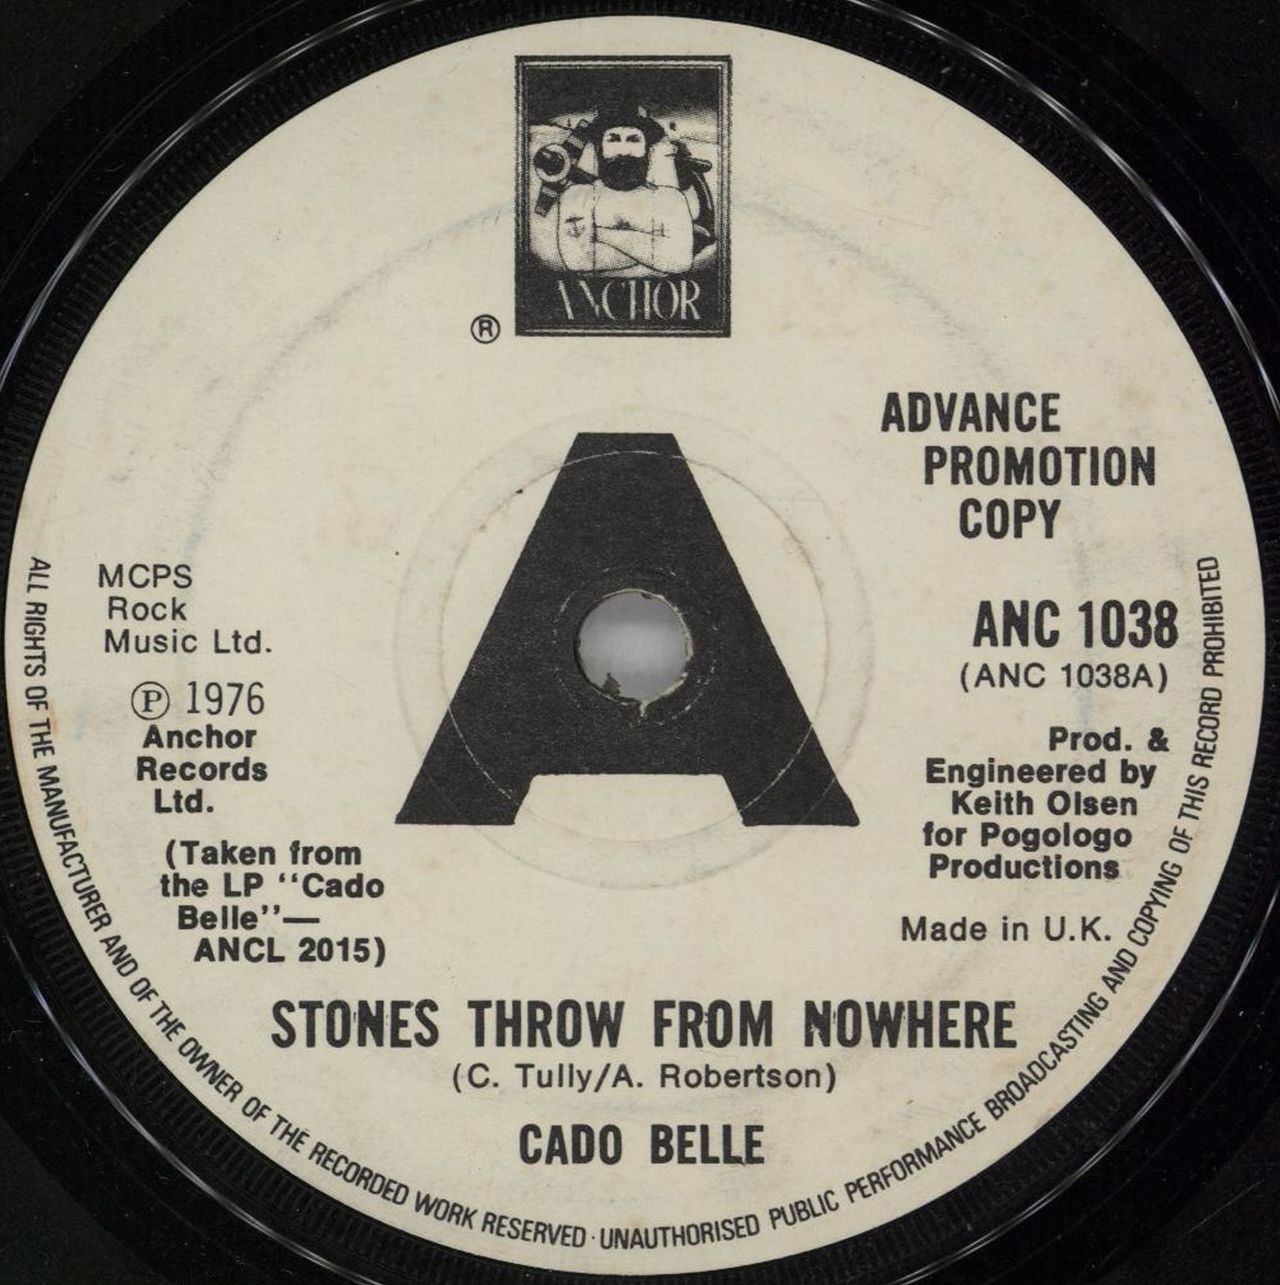 ANCHOR
®
ADVANCE
PROMOTION
COPY
A
MCPS
Rock
Music Ltd.
℗ 1976
Anchor
Records
Ltd.
(Taken from
the LP "Cado
Belle"—
ANCL 2015)
ANC 1038
(ANC 1038A)
Prod. &
Engineered by
Keith Olsen
for Pogologo
Productions
Made in U.K.
STONES THROW FROM NOWHERE
(C. Tully/A. Robertson)
CADO BELLE
ALL RIGHTS OF THE MANUFACTURER AND OF THE OWNER OF THE RECORDED WORK RESERVED · UNAUTHORISED PUBLIC PERFORMANCE BROADCASTING AND COPYING OF THIS RECORD PROHIBITED